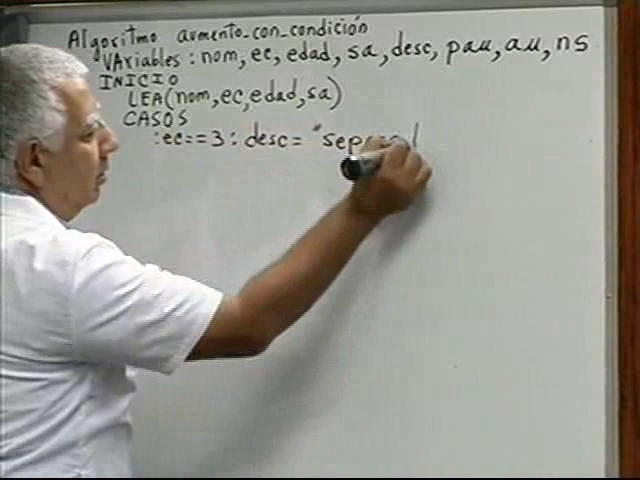 Algoritmo aumento_con_condición
VAriables : nom, ec, edad, sa, desc, pau, au, ns
INICIO
LEA(nom,ec,edad,sa)
CASOS
:ec==3: desc=